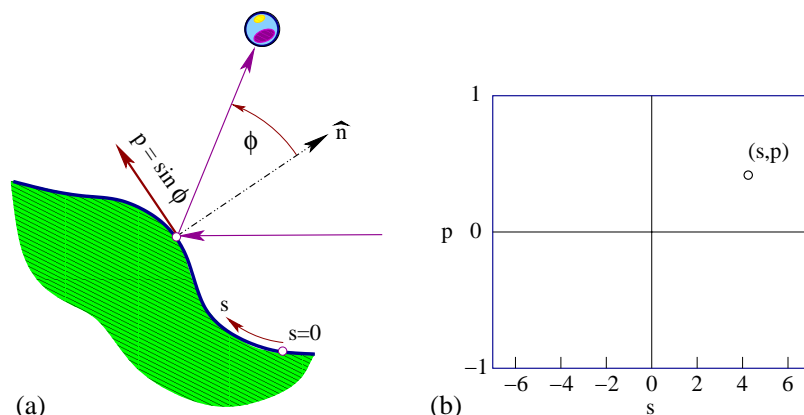 n̂
ϕ
p = sin ϕ
s
s=0
(a)
1
(s,p)
p 0
−1
−6 −4 −2 0 2 4 6
s
(b)